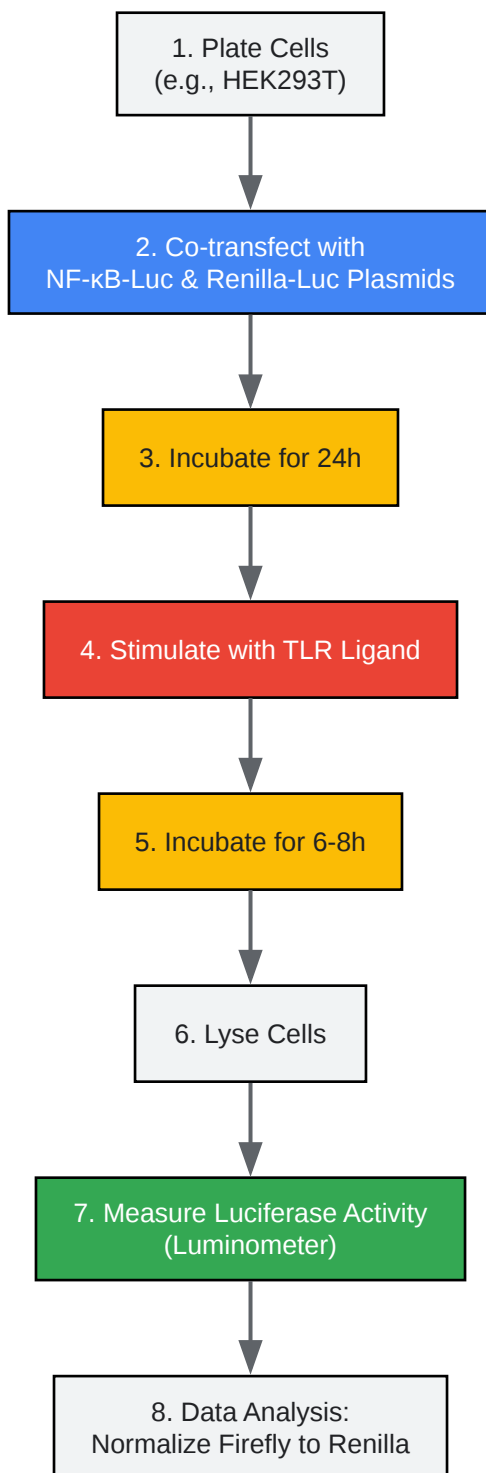 1. Plate Cells
(e.g., HEK293T)
2. Co-transfect with
NF-κB-Luc & Renilla-Luc Plasmids
3. Incubate for 24h
4. Stimulate with TLR Ligand
5. Incubate for 6-8h
6. Lyse Cells
7. Measure Luciferase Activity
(Luminometer)
8. Data Analysis:
Normalize Firefly to Renilla